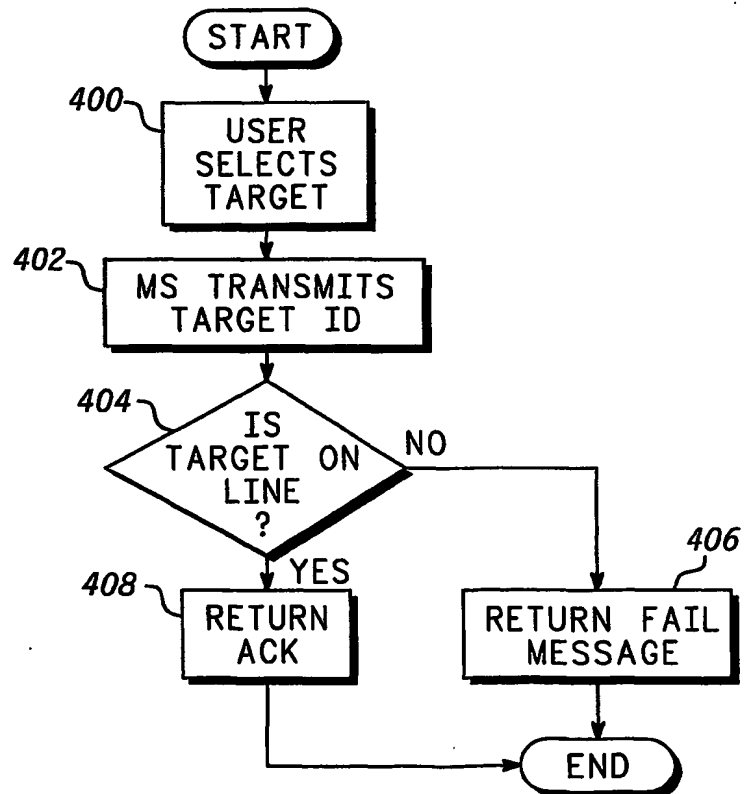 START
400
USER
SELECTS
TARGET
402
MS TRANSMITS
TARGET ID
404
IS
TARGET ON
LINE
?
NO
YES
408
RETURN
ACK
406
RETURN FAIL
MESSAGE
END